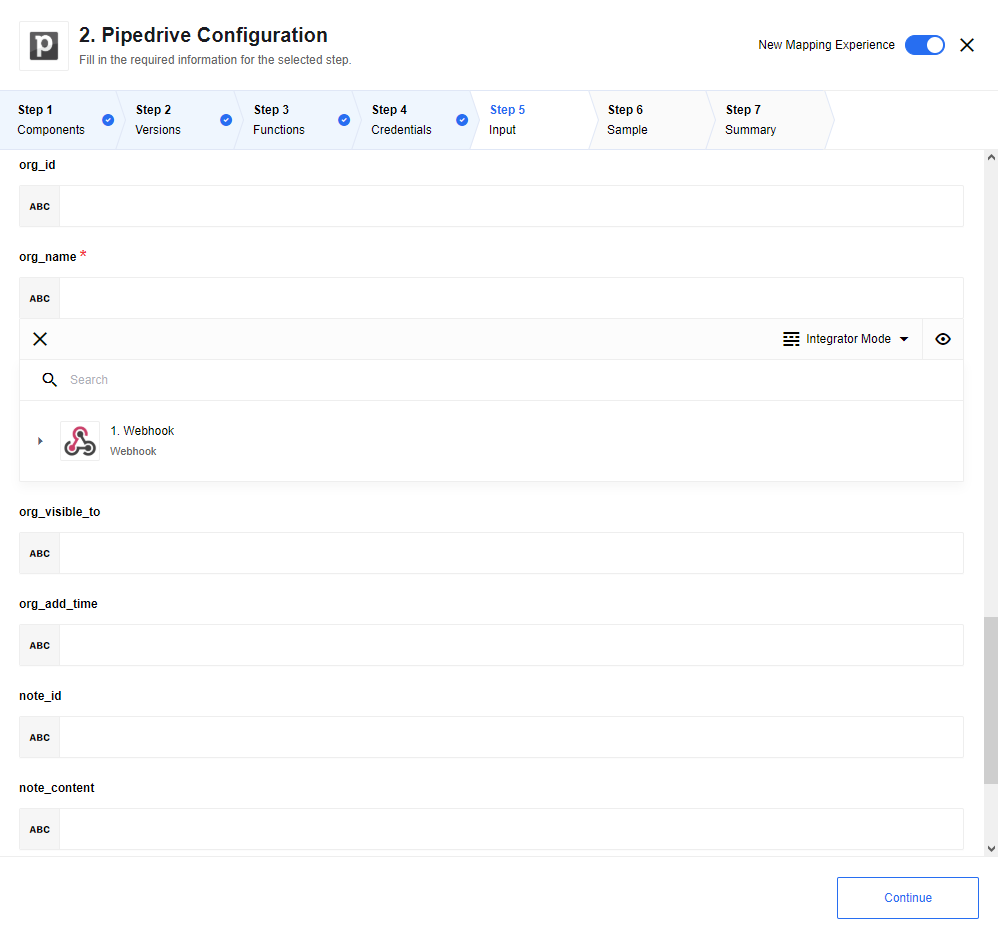 p
2. Pipedrive Configuration
Fill in the required information for the selected step.
New Mapping Experience
Step 1
Components
Step 2
Versions
Step 3
Functions
Step 4
Credentials
Step 5
Input
Step 6
Sample
Step 7
Summary
org_id
ABC
org_name *
ABC
Integrator Mode
Search
1. Webhook
Webhook
org_visible_to
ABC
org_add_time
ABC
note_id
ABC
note_content
ABC
Continue